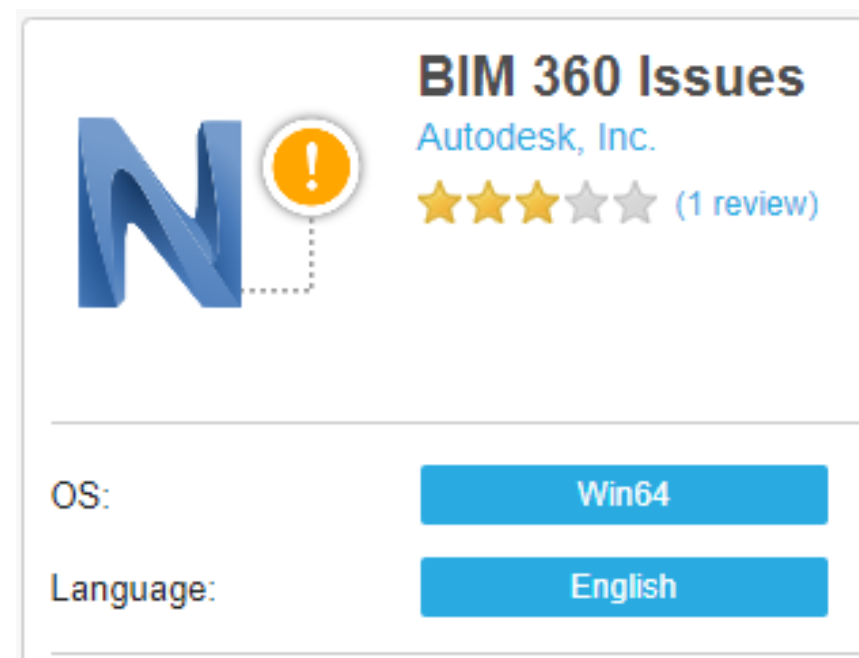 BIM 360 Issues
Autodesk, Inc.
(1 review)
OS:
Win64
Language:
English